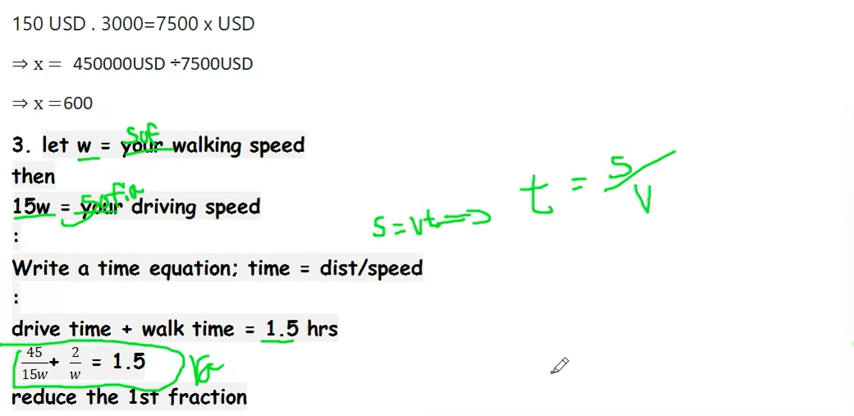 150 USD . 3000=7500 x USD
⇒ x = 450000USD ÷7500USD
⇒ x =600
sof
3. let w = your walking speed
then
sofia
15w = your driving speed
:
s=vt ⇒ t = s/v
Write a time equation; time = dist/speed
:
drive time + walk time = 1.5 hrs
45/15w + 2/w = 1.5
reduce the 1st fraction